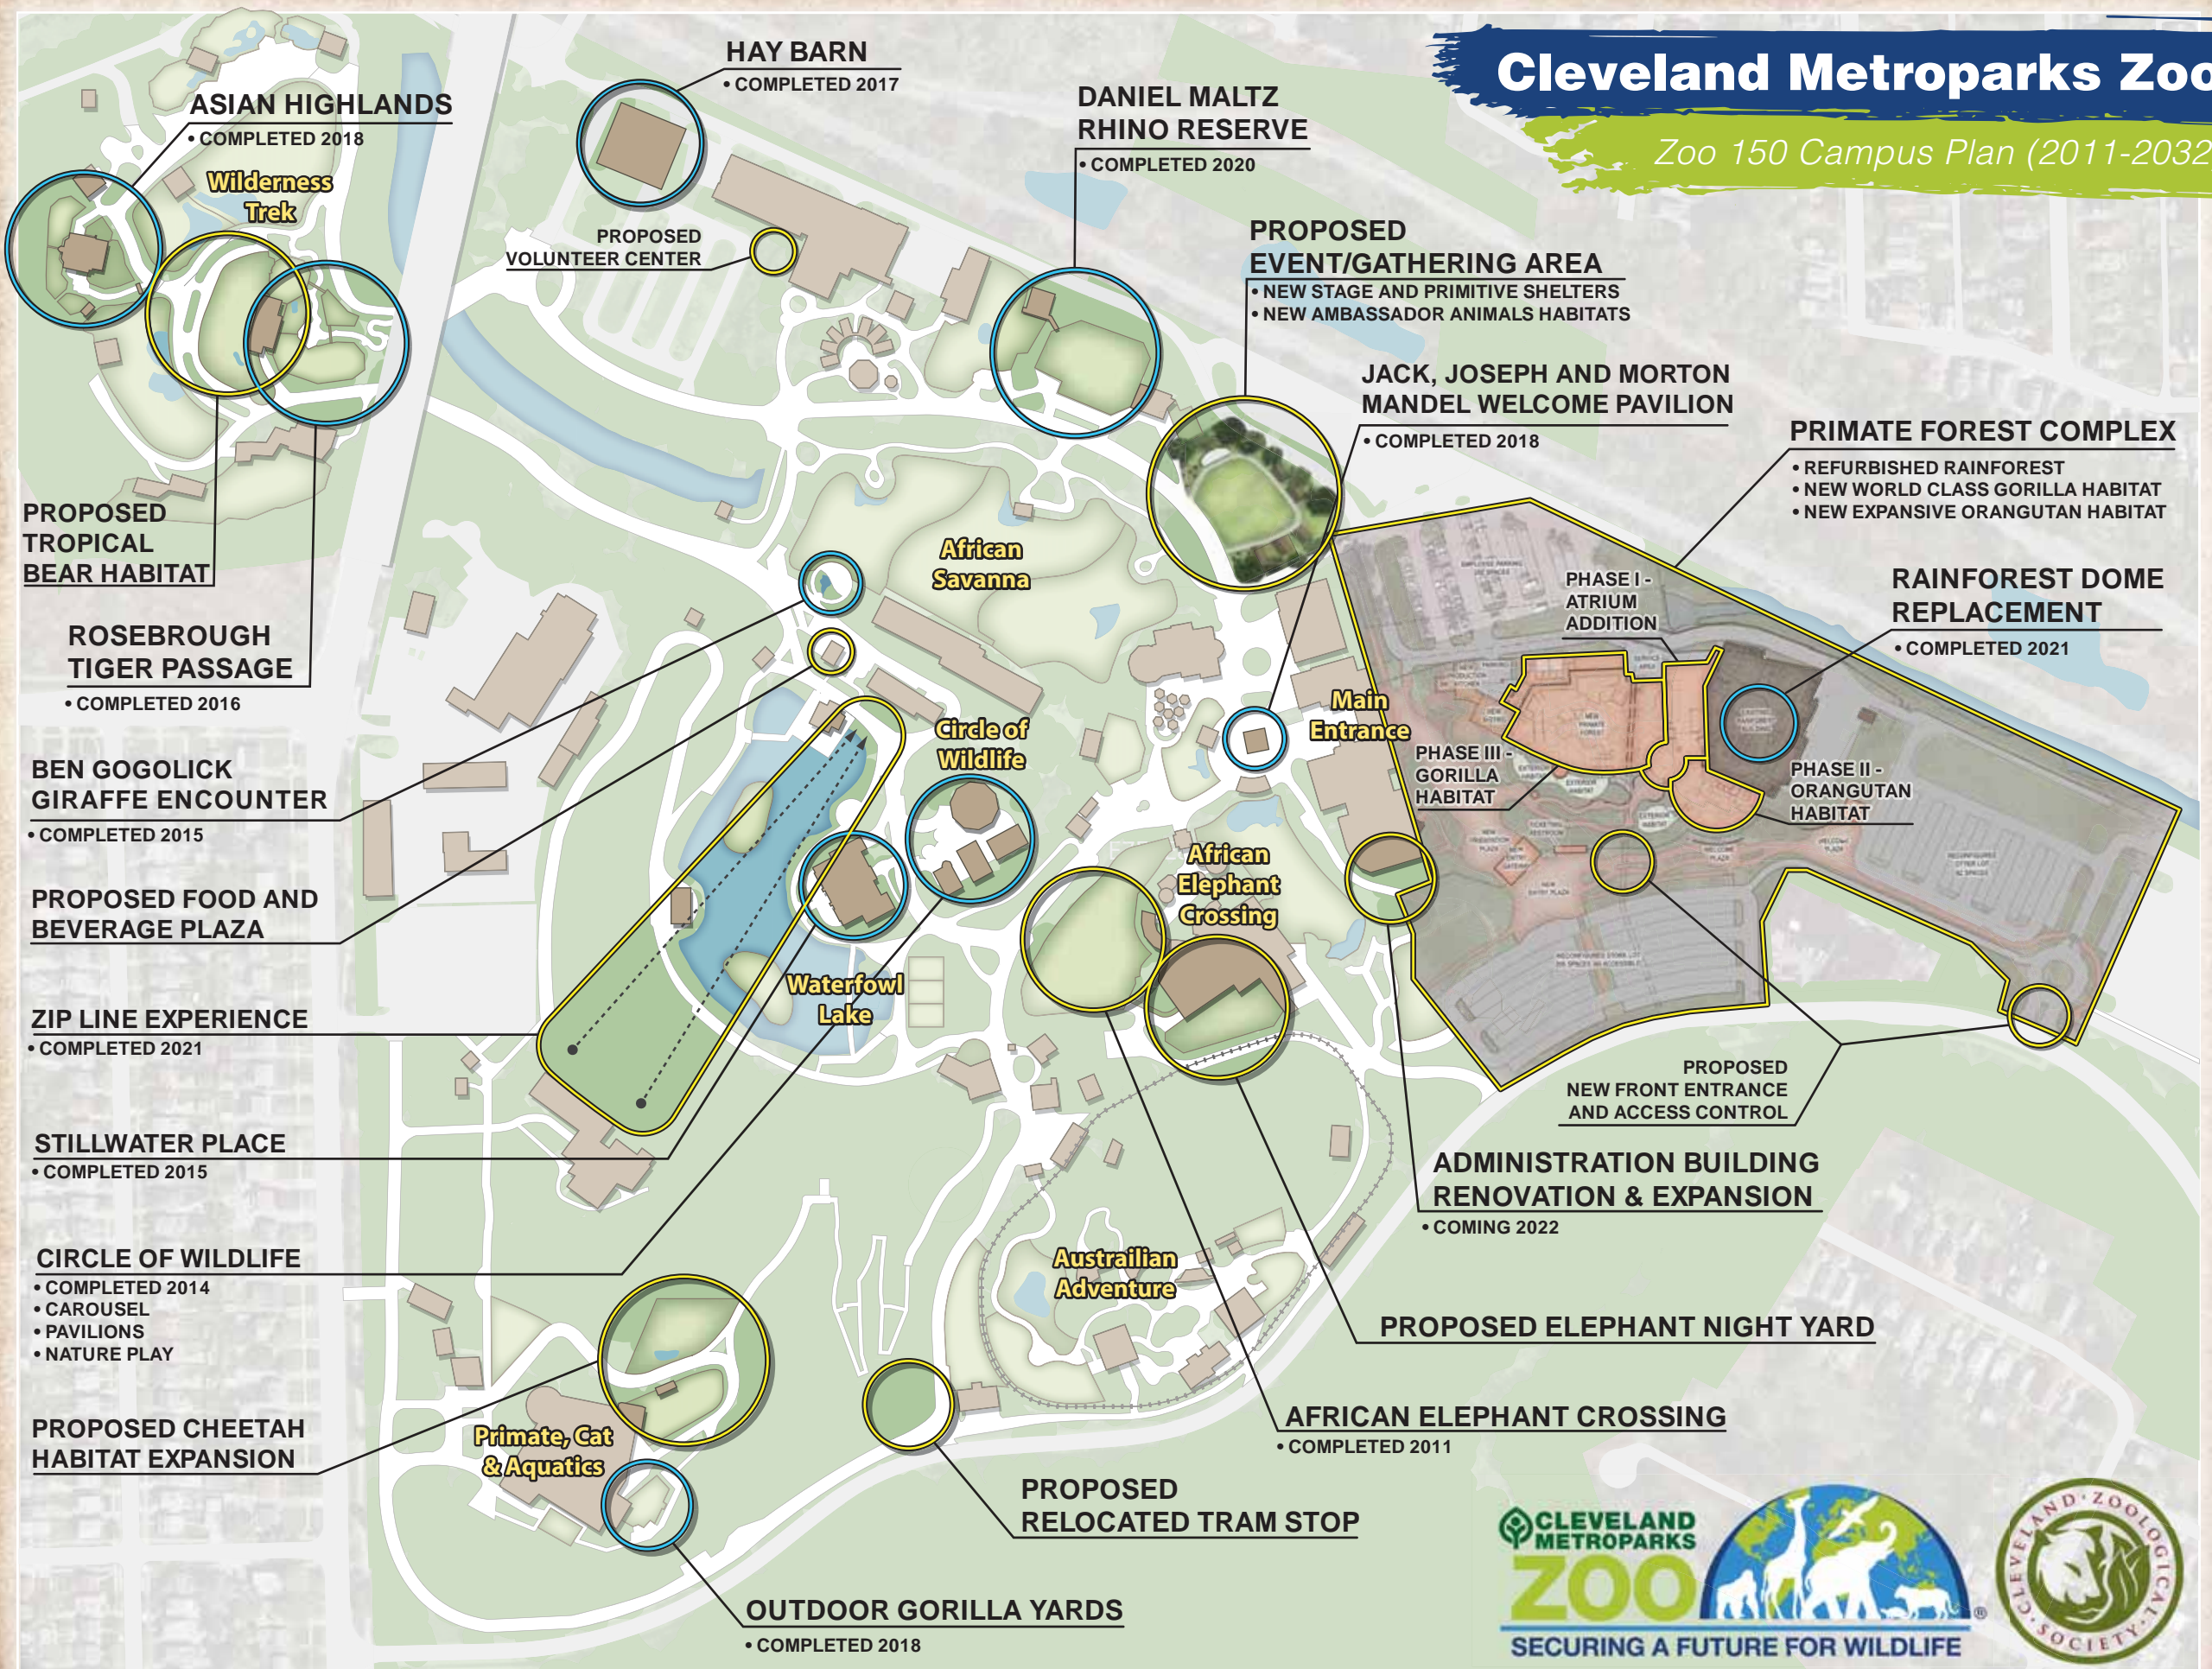 Cleveland Metroparks Zoo
Zoo 150 Campus Plan (2011-2032
HAY BARN
• COMPLETED 2017
ASIAN HIGHLANDS
• COMPLETED 2018
Wilderness
Trek
DANIEL MALTZ
RHINO RESERVE
• COMPLETED 2020
PROPOSED
VOLUNTEER CENTER
PROPOSED
EVENT/GATHERING AREA
• NEW STAGE AND PRIMITIVE SHELTERS
• NEW AMBASSADOR ANIMALS HABITATS
JACK, JOSEPH AND MORTON
MANDEL WELCOME PAVILION
• COMPLETED 2018
PRIMATE FOREST COMPLEX
• REFURBISHED RAINFOREST
• NEW WORLD CLASS GORILLA HABITAT
• NEW EXPANSIVE ORANGUTAN HABITAT
PROPOSED
TROPICAL
BEAR HABITAT
ROSEBROUGH
TIGER PASSAGE
• COMPLETED 2016
African
Savanna
PHASE I -
ATRIUM
ADDITION
RAINFOREST DOME
REPLACEMENT
• COMPLETED 2021
Main
Entrance
Circle of
Wildlife
PHASE III -
GORILLA
HABITAT
PHASE II -
ORANGUTAN
HABITAT
BEN GOGOLICK
GIRAFFE ENCOUNTER
• COMPLETED 2015
PROPOSED FOOD AND
BEVERAGE PLAZA
African
Elephant
Crossing
Waterfowl
Lake
ZIP LINE EXPERIENCE
• COMPLETED 2021
PROPOSED
NEW FRONT ENTRANCE
AND ACCESS CONTROL
STILLWATER PLACE
• COMPLETED 2015
ADMINISTRATION BUILDING
RENOVATION & EXPANSION
• COMING 2022
CIRCLE OF WILDLIFE
• COMPLETED 2014
• CAROUSEL
• PAVILIONS
• NATURE PLAY
Austrailian
Adventure
PROPOSED ELEPHANT NIGHT YARD
PROPOSED CHEETAH
HABITAT EXPANSION
Primate, Cat
& Aquatics
AFRICAN ELEPHANT CROSSING
• COMPLETED 2011
PROPOSED
RELOCATED TRAM STOP
OUTDOOR GORILLA YARDS
• COMPLETED 2018
CLEVELAND
METROPARKS
ZOO
®
SECURING A FUTURE FOR WILDLIFE
CLEVELAND · ZOOLOGICAL · SOCIETY ·